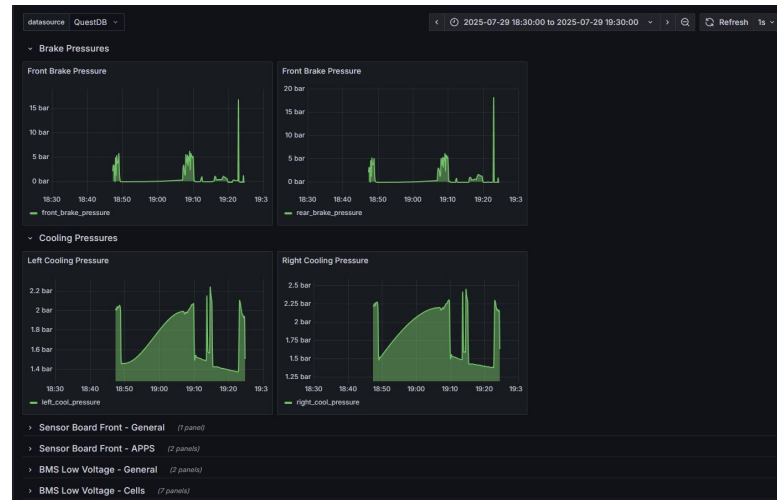 datasource QuestDB 2025-07-29 18:30:00 to 2025-07-29 19:30:00 Refresh 1s
Brake Pressures
Front Brake Pressure
15 bar
10 bar
5 bar
0 bar
18:30 18:40 18:50 19:00 19:10 19:20 19:3
front_brake_pressure
Front Brake Pressure
20 bar
15 bar
10 bar
5 bar
0 bar
18:30 18:40 18:50 19:00 19:10 19:20 19:3
rear_brake_pressure
Cooling Pressures
Left Cooling Pressure
2.2 bar
2 bar
1.8 bar
1.6 bar
1.4 bar
18:30 18:40 18:50 19:00 19:10 19:20 19:3
left_cool_pressure
Right Cooling Pressure
2.5 bar
2.25 bar
2 bar
1.75 bar
1.5 bar
1.25 bar
18:30 18:40 18:50 19:00 19:10 19:20 19:3
right_cool_pressure
Sensor Board Front - General (1 panel)
Sensor Board Front - APPS (2 panels)
BMS Low Voltage - General (2 panels)
BMS Low Voltage - Cells (7 panels)